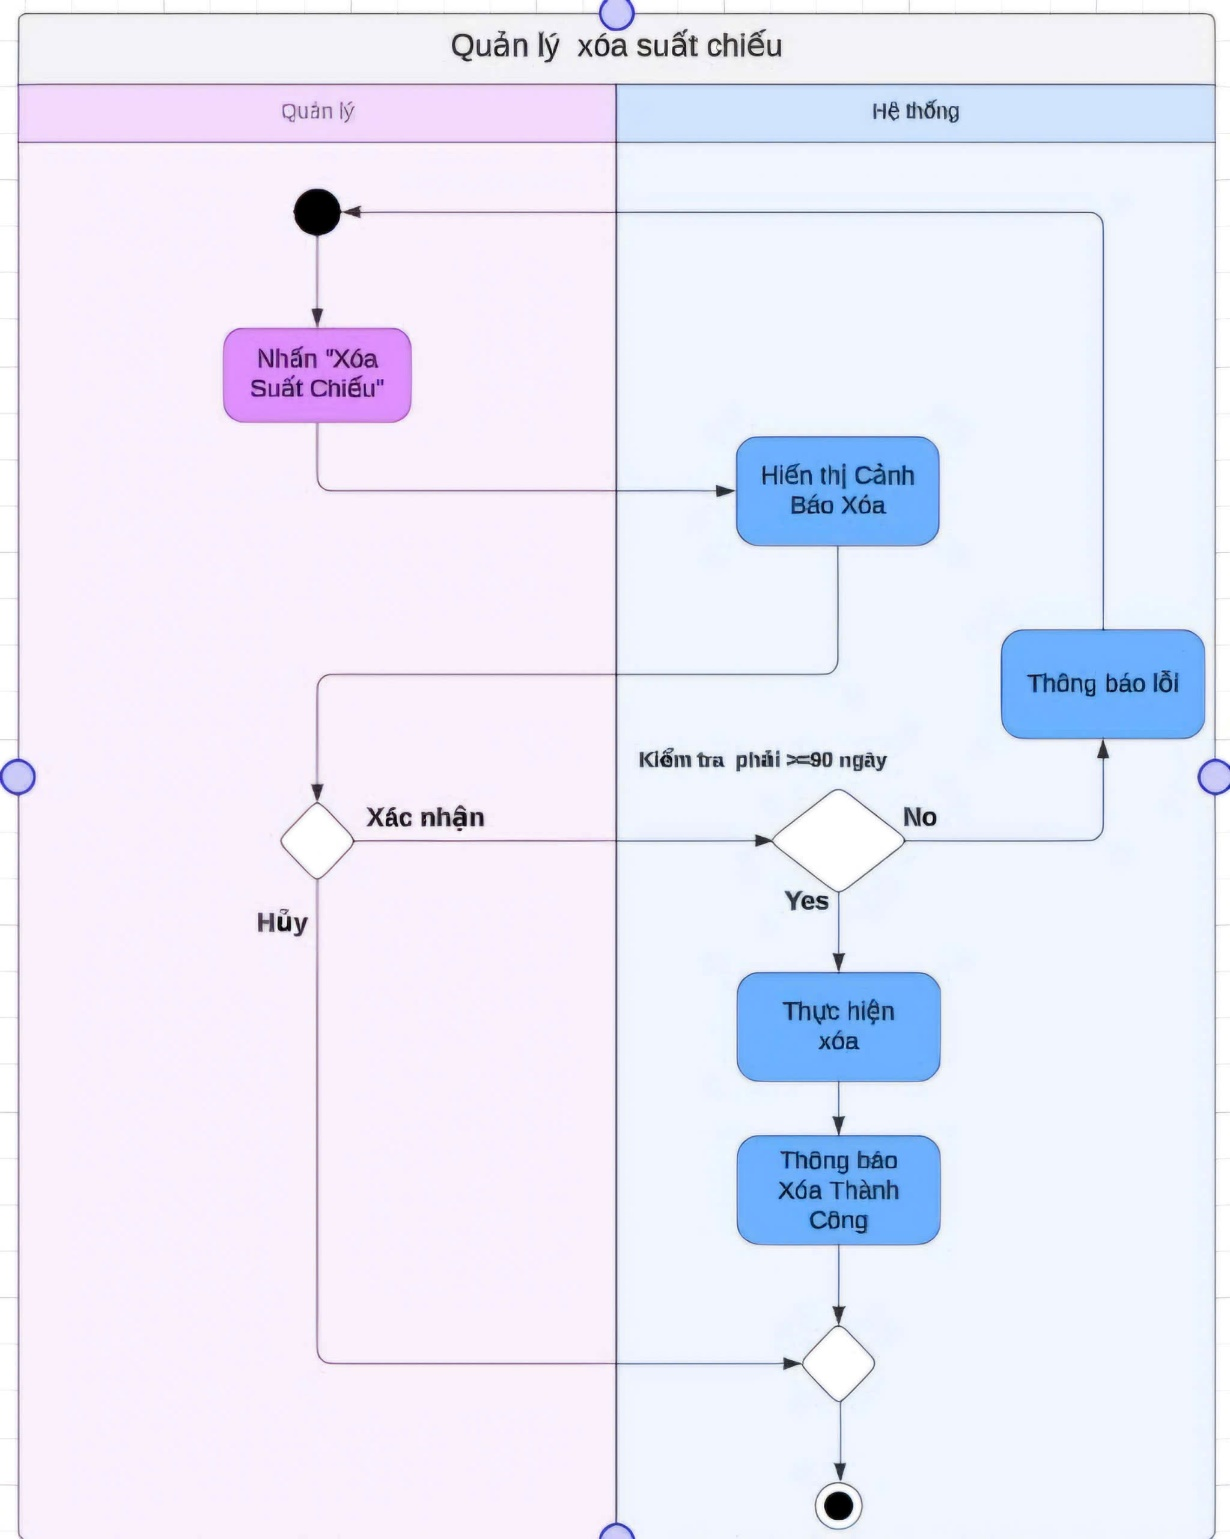 Quản lý xóa suất chiếu
Quản lý
Hệ thống
Nhấn "Xóa
Suất Chiếu"
Hiển thị Cảnh
Báo Xóa
Thông báo lỗi
Kiểm tra phải >=90 ngày
Xác nhận
No
Yes
Hủy
Thực hiện
xóa
Thông báo
Xóa Thành
Công